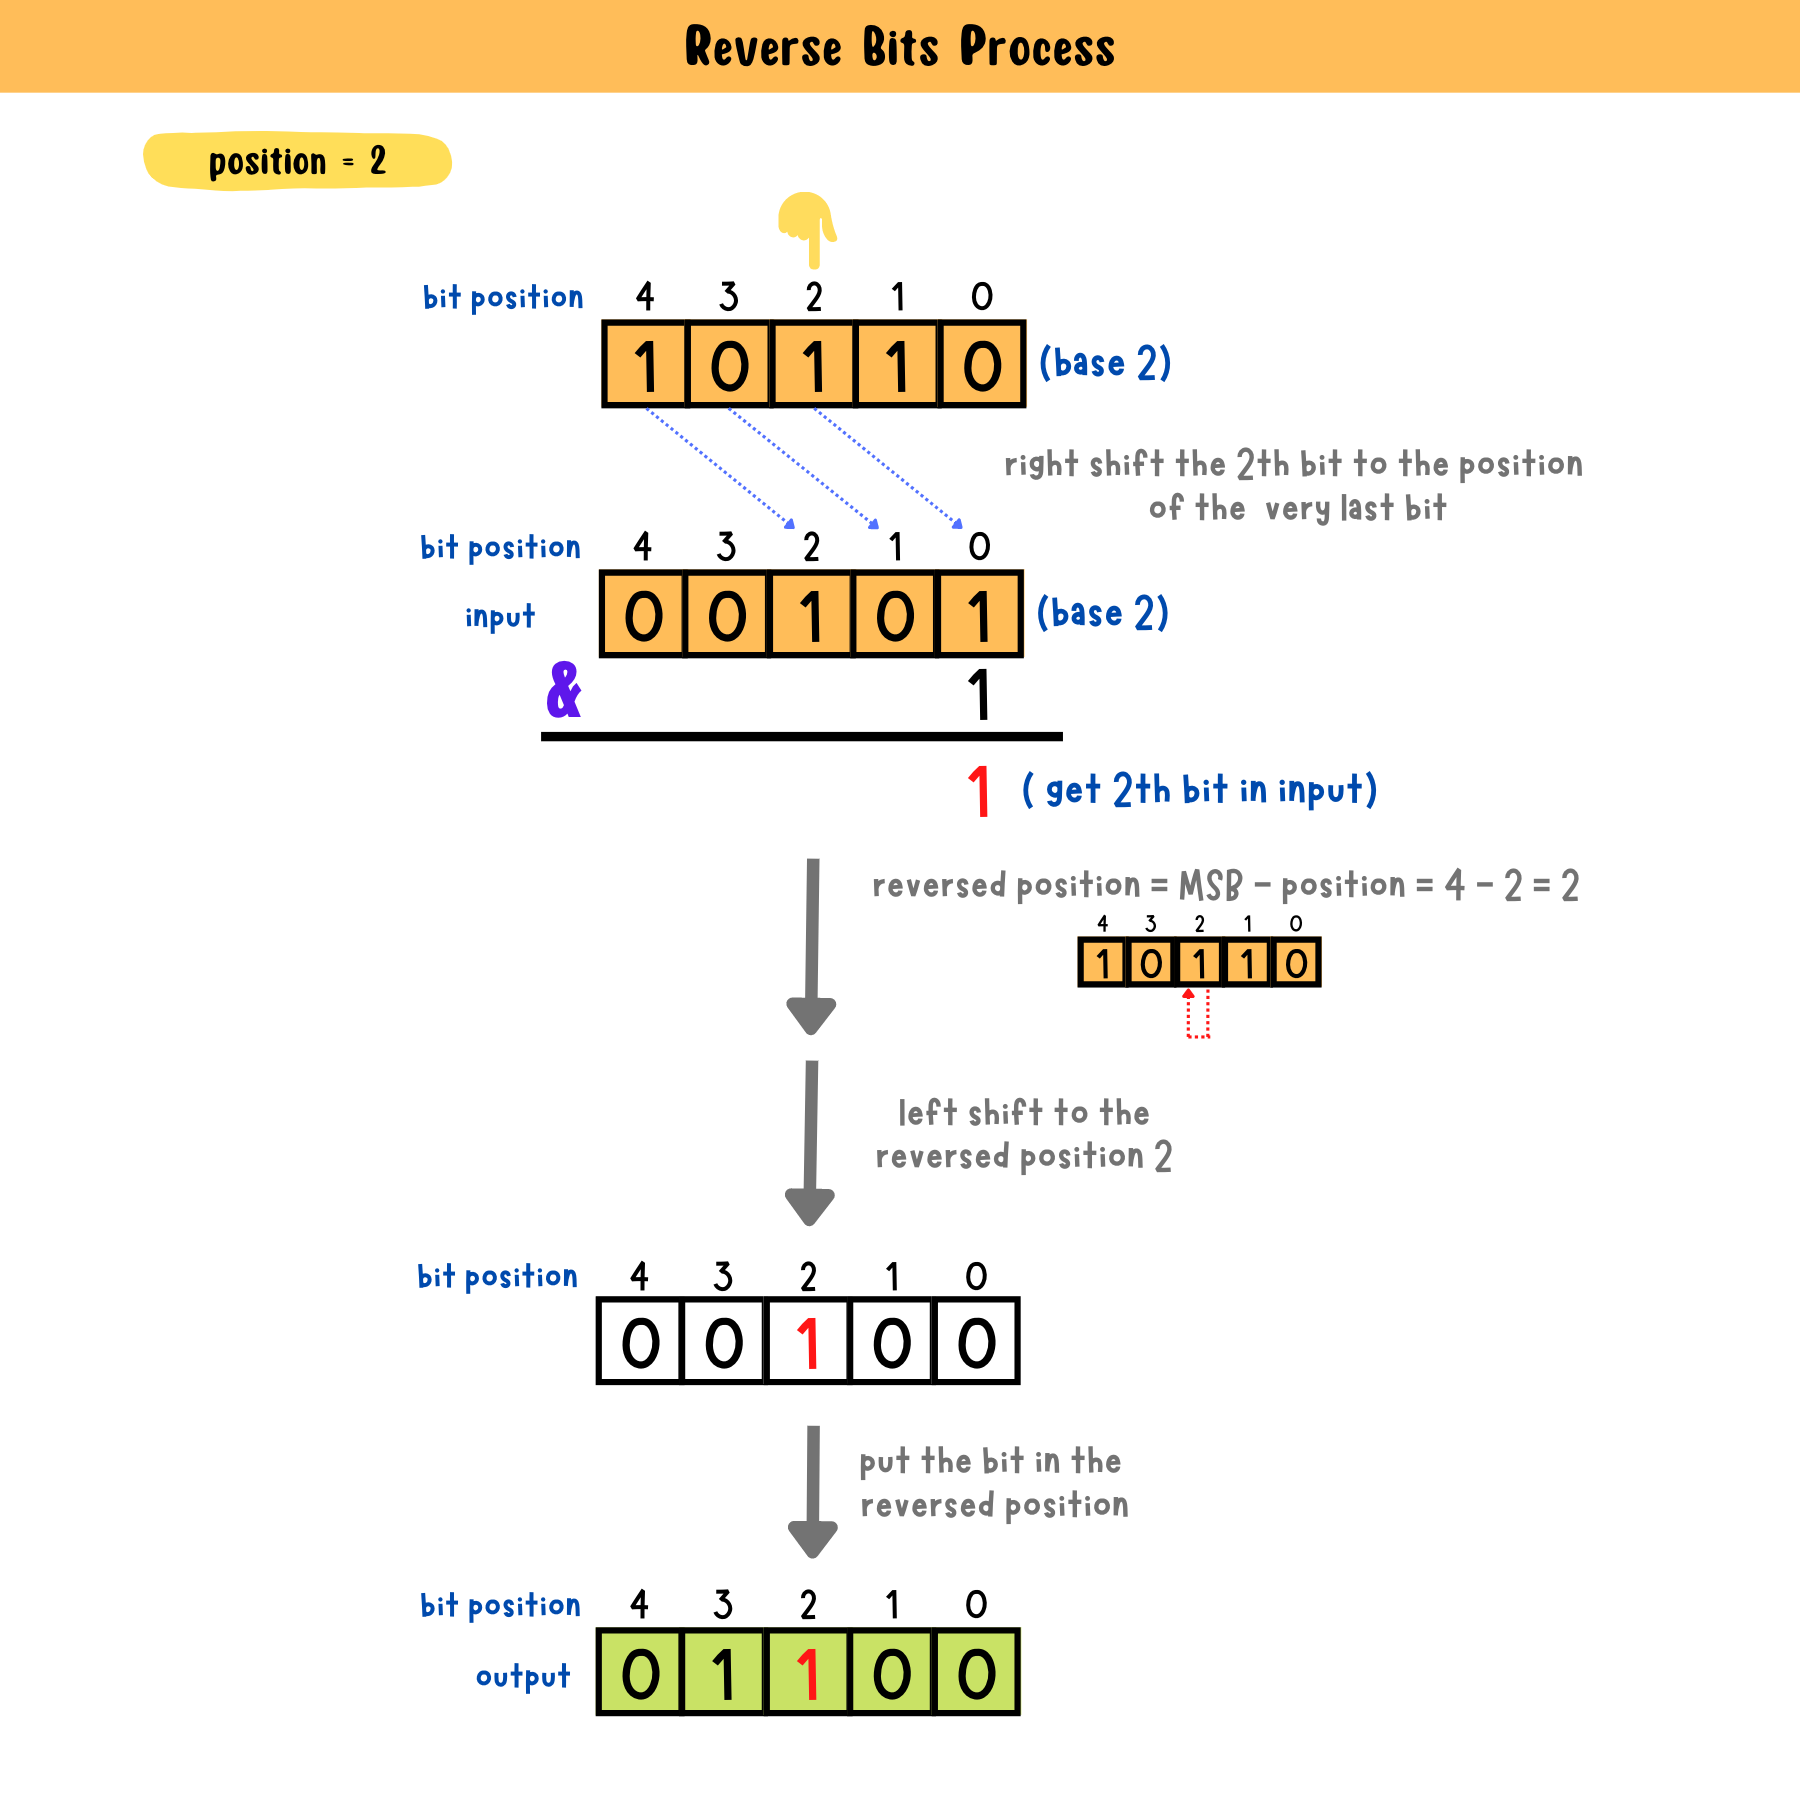 Reverse Bits Process
position = 2
bit position 4 3 2 1 0
1 0 1 1 0 (base 2)
right shift the 2th bit to the position
of the very last bit
bit position 4 3 2 1 0
input 0 0 1 0 1 (base 2)
& 1
1 ( get 2th bit in input)
reversed position = MSB - position = 4 - 2 = 2
4 3 2 1 0
1 0 1 1 0
left shift to the
reversed position 2
bit position 4 3 2 1 0
0 0 1 0 0
put the bit in the
reversed position
bit position 4 3 2 1 0
output 0 1 1 0 0